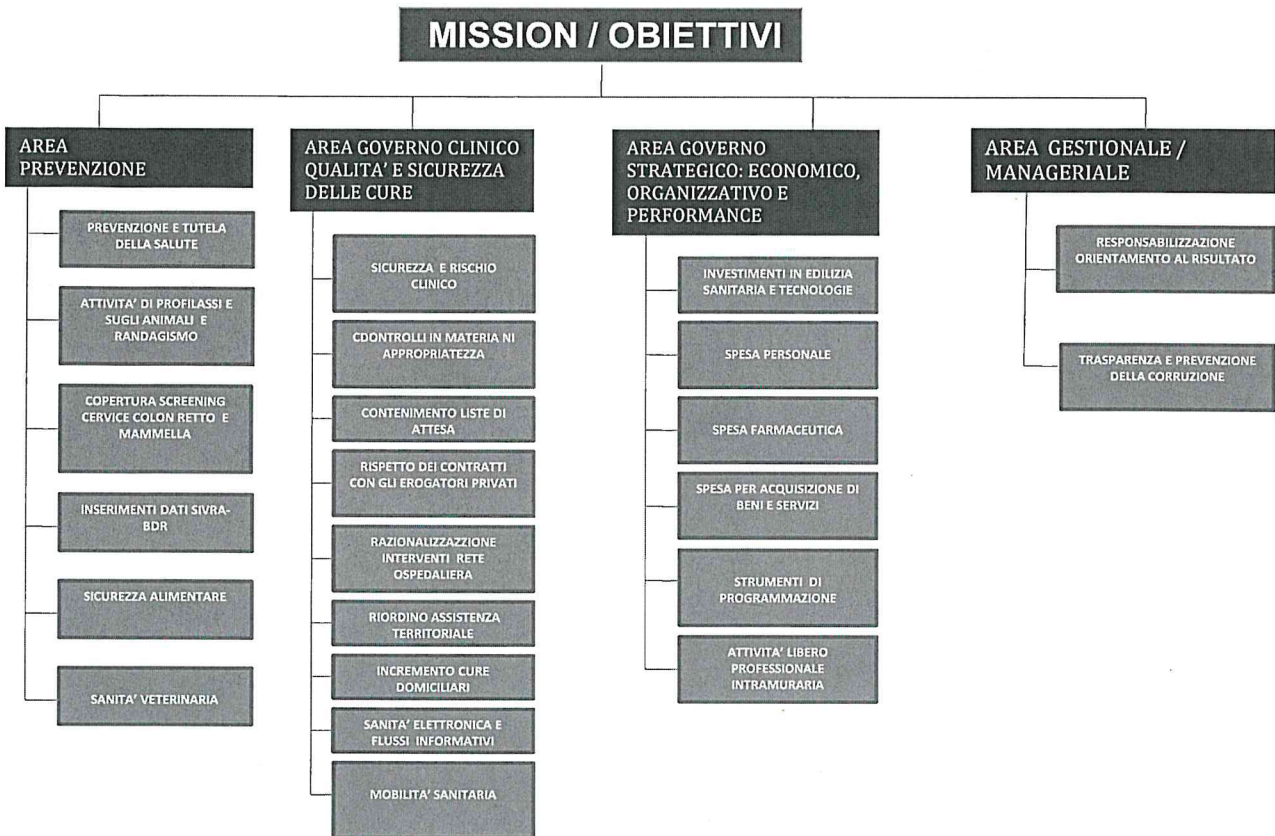 MISSION / OBIETTIVI
AREA
PREVENZIONE
PREVENZIONE E TUTELA
DELLA SALUTE
ATTIVITA' DI PROFILASSI E
SUGLI ANIMALI E
RANDAGISMO
COPERTURA SCREENING
CERVICE COLON RETTO E
MAMMELLA
INSERIMENTI DATI SIVRA-
BDR
SICUREZZA ALIMENTARE
SANITA' VETERINARIA
AREA GOVERNO CLINICO
QUALITA' E SICUREZZA
DELLE CURE
SICUREZZA E RISCHIO
CLINICO
CDONTROLLI IN MATERIA NI
APPROPRIATEZZA
CONTENIMENTO LISTE DI
ATTESA
RISPETTO DEI CONTRATTI
CON GLI EROGATORI PRIVATI
RAZIONALIZZAZZIONE
INTERVENTI RETE
OSPEDALIERA
RIORDINO ASSISTENZA
TERRITORIALE
INCREMENTO CURE
DOMICILIARI
SANITA' ELETTRONICA E
FLUSSI INFORMATIVI
MOBILITA' SANITARIA
AREA GOVERNO
STRATEGICO: ECONOMICO,
ORGANIZZATIVO E
PERFORMANCE
INVESTIMENTI IN EDILIZIA
SANITARIA E TECNOLOGIE
SPESA PERSONALE
SPESA FARMACEUTICA
SPESA PER ACQUISIZIONE DI
BENI E SERVIZI
STRUMENTI DI
PROGRAMMAZIONE
ATTIVITA' LIBERO
PROFESSIONALE
INTRAMURARIA
AREA GESTIONALE /
MANAGERIALE
RESPONSABILIZZAZIONE
ORIENTAMENTO AL RISULTATO
TRASPARENZA E PREVENZIONE
DELLA CORRUZIONE